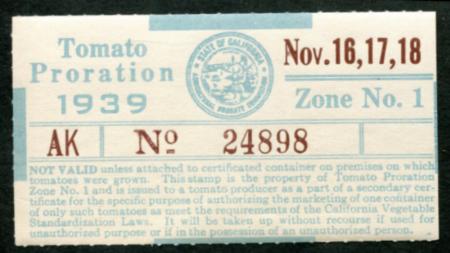 Tomato
Proration
1939
STATE OF CALIFORNIA
Nov. 16, 17, 18
Zone No. 1
AK Nº 24898
NOT VALID unless attached to certificated container on premises on which
tomatoes were grown. This stamp is the property of Tomato Proration
Zone No. 1 and is issued to a tomato producer as a part of a secondary cer-
tificate for the specific purpose of authorizing the marketing of one container
of only such tomatoes as meet the requirements of the California Vegetable
Standardization Laws. It will be taken up without recourse if used for
unauthorized purpose or if in the possession of an unauthorized person.